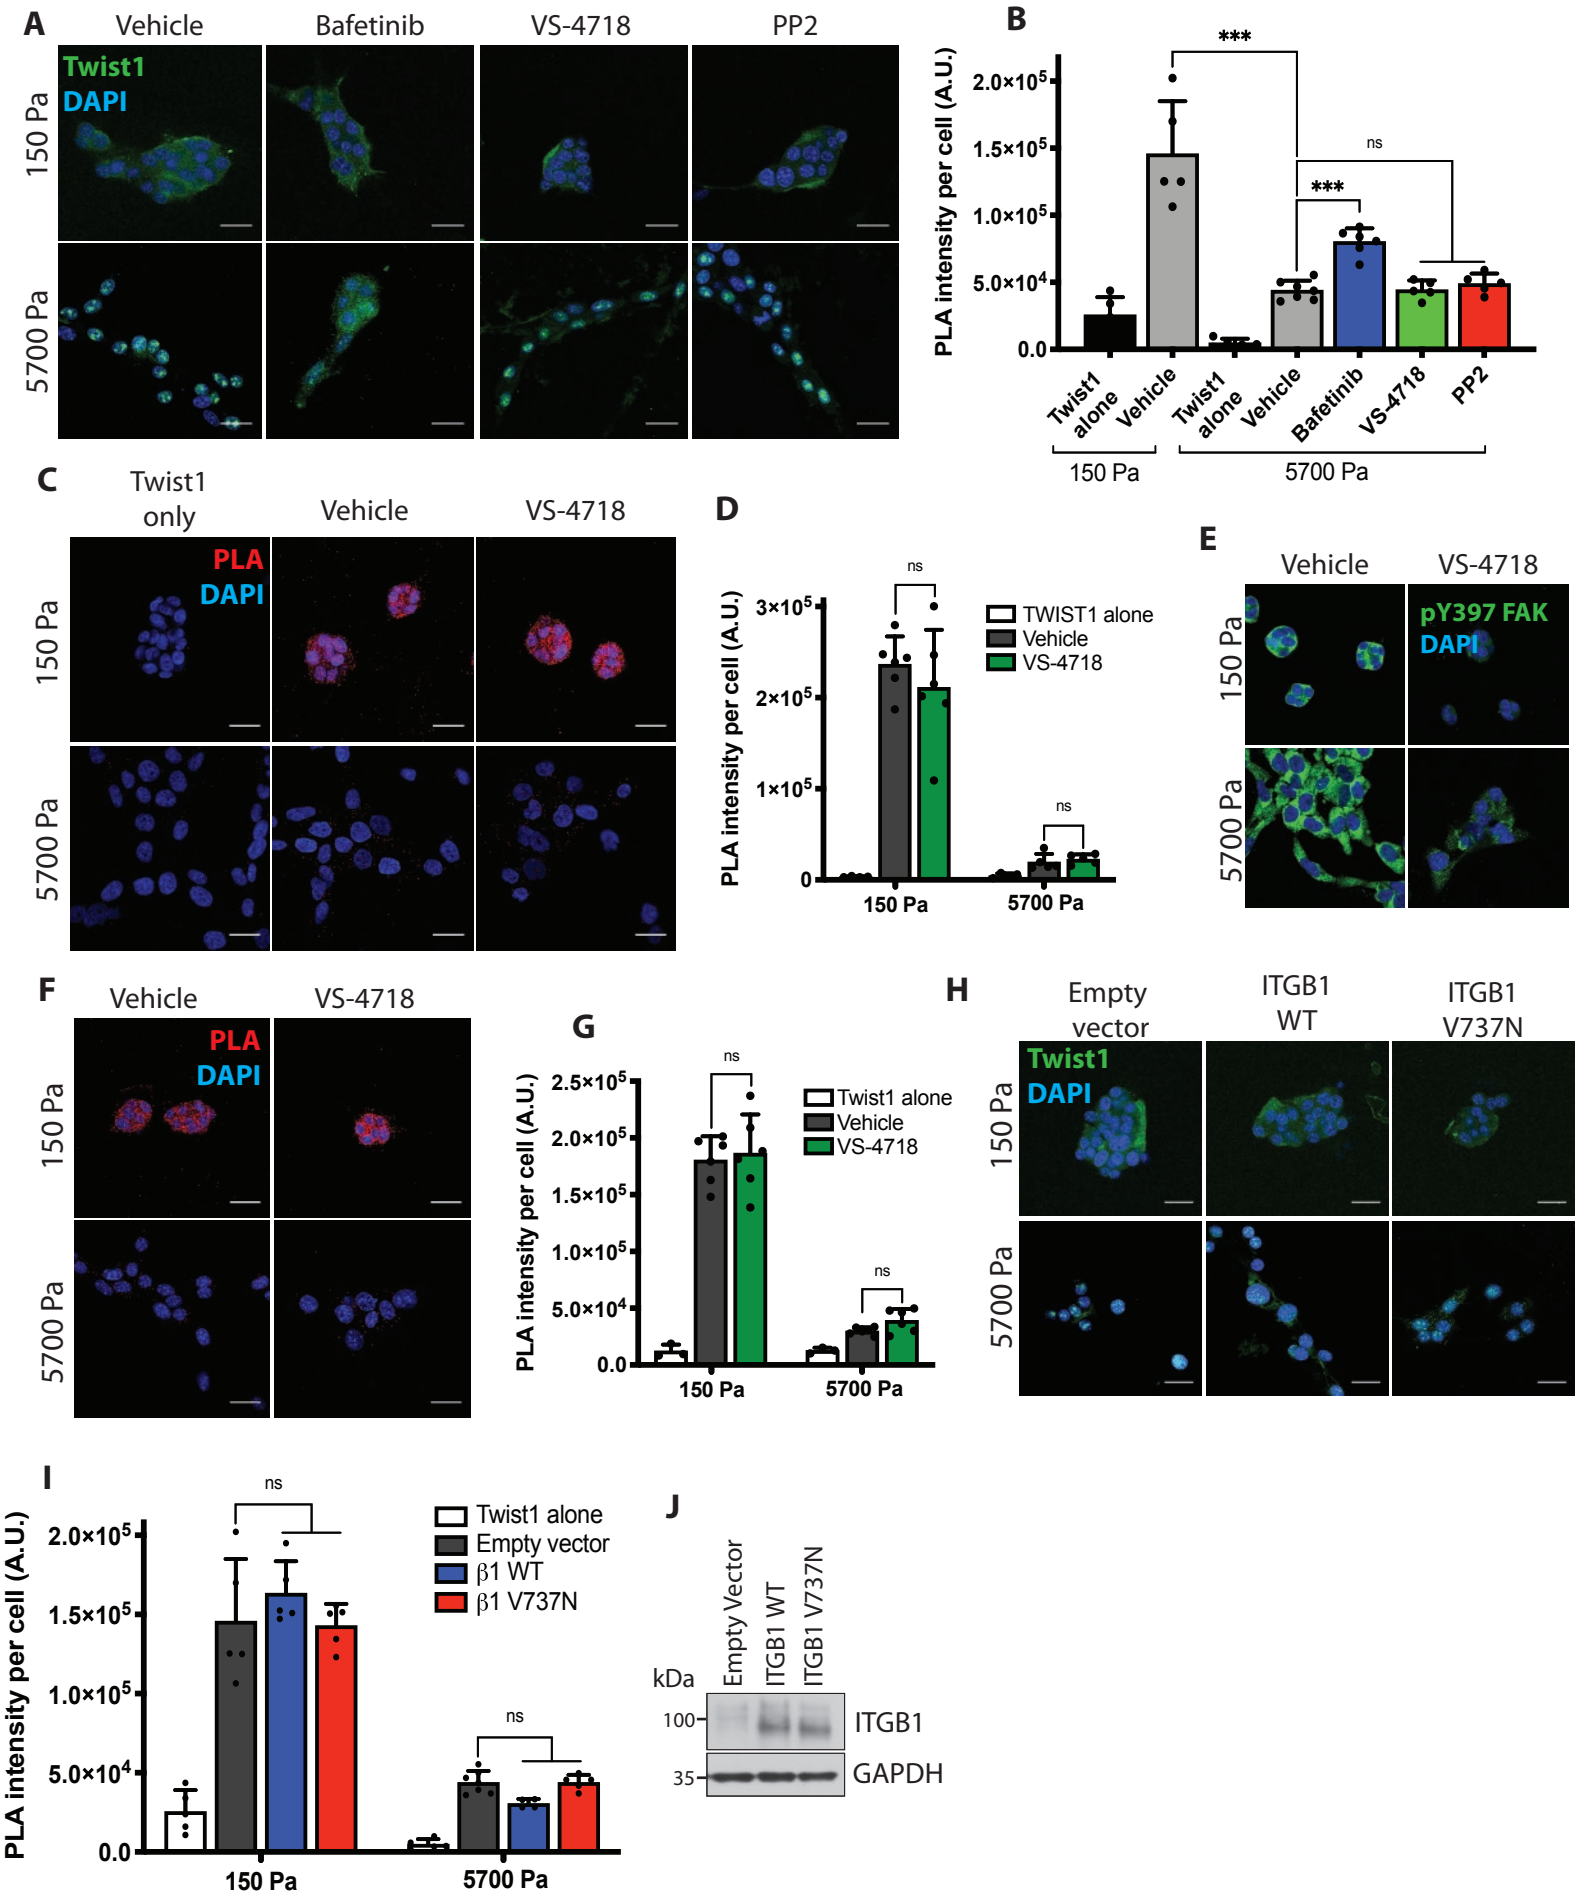 A
Vehicle
Bafetinib
VS-4718
PP2
Twist1
DAPI
150 Pa
5700 Pa
B
PLA intensity per cell (A.U.)
2.0×10⁵
1.5×10⁵
1.0×10⁵
5.0×10⁴
0.0
***
ns
***
Twist1
alone
Vehicle
Twist1
alone
Vehicle
Bafetinib
VS-4718
PP2
150 Pa
5700 Pa
C
Twist1
only
Vehicle
VS-4718
PLA
DAPI
150 Pa
5700 Pa
D
PLA intensity per cell (A.U.)
3×10⁵
2×10⁵
1×10⁵
0
ns
ns
TWIST1 alone
Vehicle
VS-4718
150 Pa
5700 Pa
E
Vehicle
VS-4718
pY397 FAK
DAPI
150 Pa
5700 Pa
F
Vehicle
VS-4718
PLA
DAPI
150 Pa
5700 Pa
G
PLA intensity per cell (A.U.)
2.5×10⁵
2.0×10⁵
1.5×10⁵
1.0×10⁵
5.0×10⁴
0.0
ns
ns
Twist1 alone
Vehicle
VS-4718
150 Pa
5700 Pa
H
Empty
vector
ITGB1
WT
ITGB1
V737N
Twist1
DAPI
150 Pa
5700 Pa
I
PLA intensity per cell (A.U.)
2.0×10⁵
1.5×10⁵
1.0×10⁵
5.0×10⁴
0.0
ns
ns
Twist1 alone
Empty vector
β1 WT
β1 V737N
150 Pa
5700 Pa
J
Empty Vector
ITGB1 WT
ITGB1 V737N
kDa
100
35
ITGB1
GAPDH